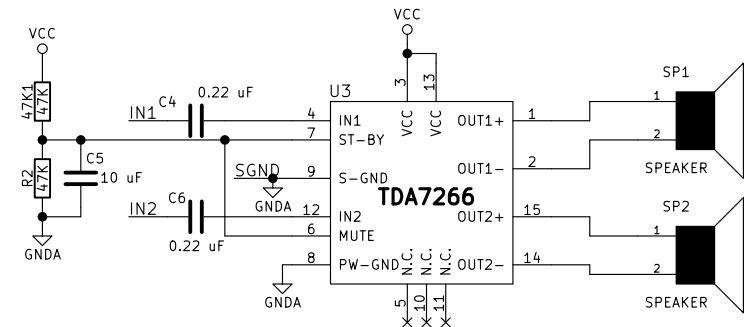 VCC
VCC
47K1
47K
C4
0.22 uF
IN1
R2
47K
C5
10 uF
GNDA
SGND
GNDA
C6
IN2
0.22 uF
GNDA
U3
3
13
VCC
VCC
4
IN1
7
ST-BY
9
S-GND
12
IN2
6
MUTE
8
PW-GND
TDA7266
OUT1+
1
OUT1-
2
OUT2+
15
OUT2-
14
N.C.
N.C.
N.C.
5
10
11
SP1
1
2
SPEAKER
SP2
1
2
SPEAKER